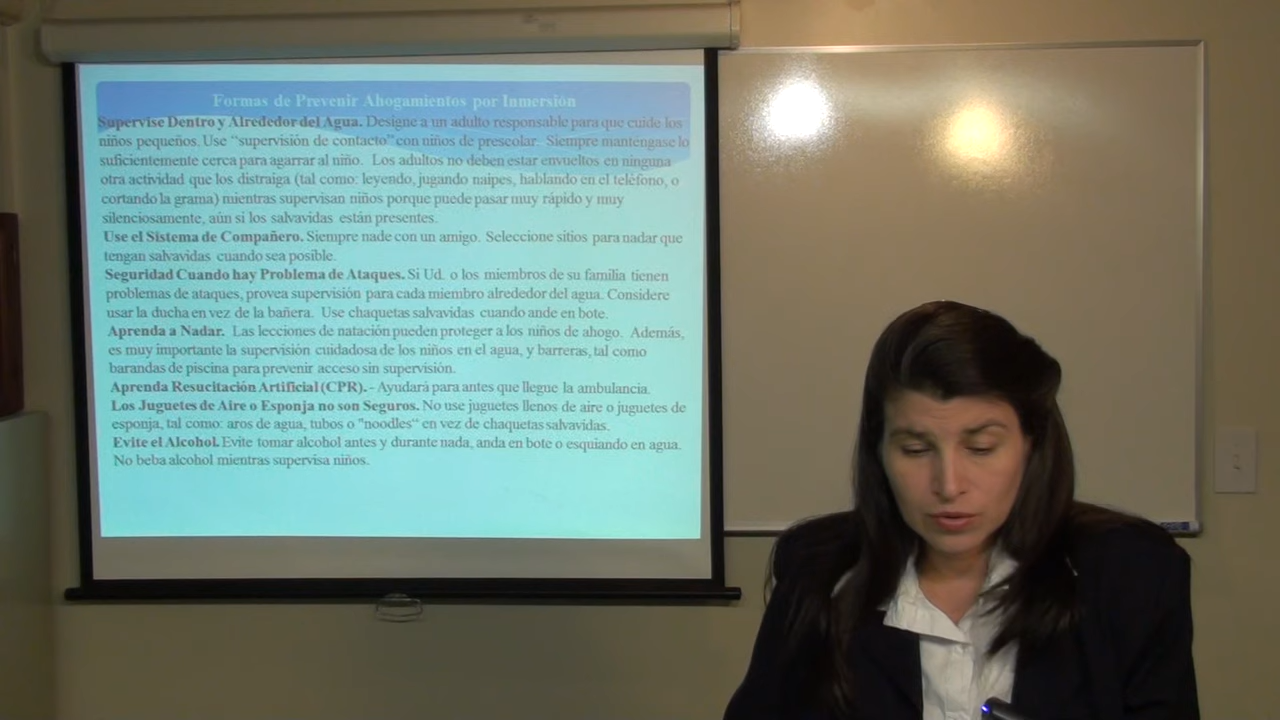 Formas de Prevenir Ahogamientos por Inmersión
Supervise Dentro y Alrededor del Agua. Designe a un adulto responsable para que cuide los
niños pequeños. Use “supervisión de contacto” con niños de preescolar. Siempre manténgase lo
suficientemente cerca para agarrar al niño. Los adultos no deben estar envueltos en ninguna
otra actividad que los distraiga (tal como: leyendo, jugando naipes, hablando en el teléfono, o
cortando la grama) mientras supervisan niños porque puede pasar muy rápido y muy
silenciosamente, aún si los salvavidas están presentes.
Use el Sistema de Compañero. Siempre nade con un amigo. Seleccione sitios para nadar que
tengan salvavidas cuando sea posible.
Seguridad Cuando hay Problema de Ataques. Si Ud. o los miembros de su familia tienen
problemas de ataques, provea supervisión para cada miembro alrededor del agua. Considere
usar la ducha en vez de la bañera. Use chaquetas salvavidas cuando ande en bote.
Aprenda a Nadar. Las lecciones de natación pueden proteger a los niños de ahogo. Además,
es muy importante la supervisión cuidadosa de los niños en el agua, y barreras, tal como
barandas de piscina para prevenir acceso sin supervisión.
Aprenda Resucitación Artificial (CPR). - Ayudará para antes que llegue la ambulancia.
Los Juguetes de Aire o Esponja no son Seguros. No use juguetes llenos de aire o juguetes de
esponja, tal como: aros de agua, tubos o "noodles“ en vez de chaquetas salvavidas.
Evite el Alcohol. Evite tomar alcohol antes y durante nada, anda en bote o esquiando en agua.
No beba alcohol mientras supervisa niños.